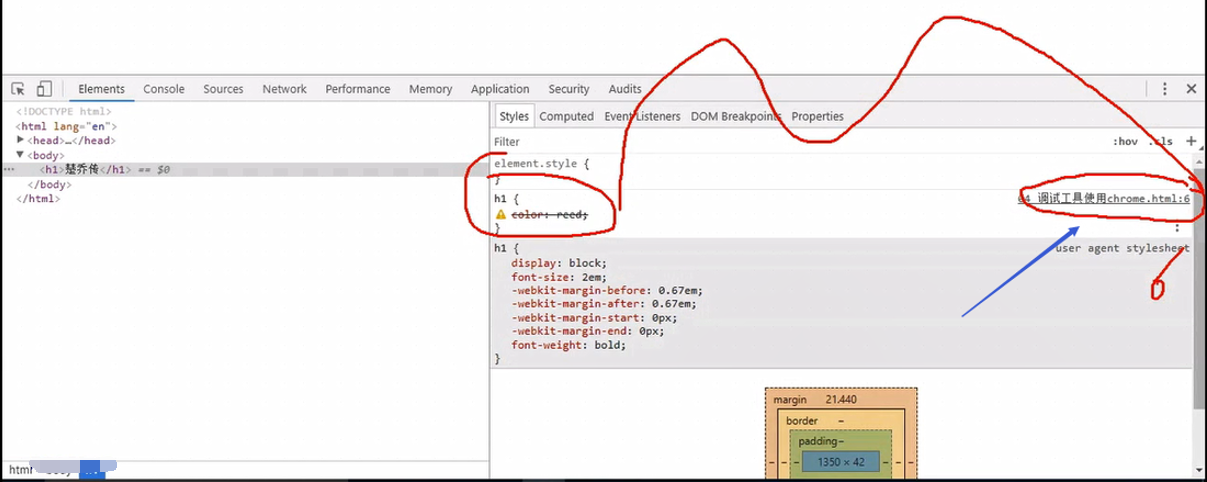 Elements Console Sources Network Performance Memory Application Security Audits
<!DOCTYPE html>
<html lang="en">
<head>…</head>
<body>
<h1>楚乔传</h1> == $0
</body>
</html>
Styles Computed Event Listeners DOM Breakpoints Properties
Filter :hov .cls +
element.style {
}
h1 { 04 调试工具使用chrome.html:6
color: reed;
}
h1 { user agent stylesheet
display: block;
font-size: 2em;
-webkit-margin-before: 0.67em;
-webkit-margin-after: 0.67em;
-webkit-margin-start: 0px;
-webkit-margin-end: 0px;
font-weight: bold;
}
margin 21.440
border –
padding–
– – – 1350 × 42 – – –
html